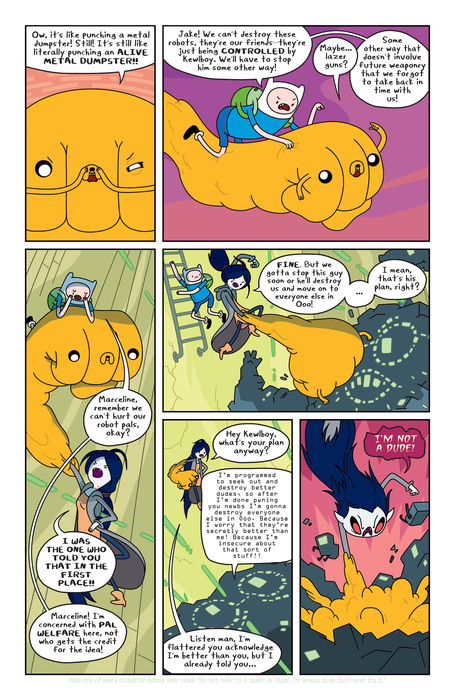 Ow, it's like punching a metal
dumpster! Still! It's still like
literally punching an ALIVE
METAL DUMPSTER!!
Jake! We can't destroy these
robots, they're our friends--they're
just being CONTROLLED by
Kewlboy. We'll have to stop
him some other way!
Maybe...
lazy
guns?
Some
other way that
doesn't involve
future weaponry
that we forgot
to take back in
time with
us!
Marceline,
remember we
can't hurt our
robot pals,
okay?
I WAS
THE ONE WHO
TOLD YOU
THAT IN THE
FIRST
PLACE!!
Marceline! I'm
concerned with PAL
WELFARE here, not
who gets the credit
for the idea!
FINE. But we
gotta stop this guy
soon or he'll destroy
us and move on to
everyone else in
Ooo!
...
I mean,
that's his
plan, right?
Hey Kewlboy,
what's your plan
anyway?
I'm programmed
to seek out and
destroy better
dudes, so after
I'm done pwning
you newbs I'm gonna
destroy everyone
else in Ooo. Because
I worry that they're
secretly better than
me! Because I'm
insecure about
that sort of
stuff!!
Listen man, I'm
flattered you acknowledge
I'm better than you, but I
already told you...
I'M NOT
A DUDE!